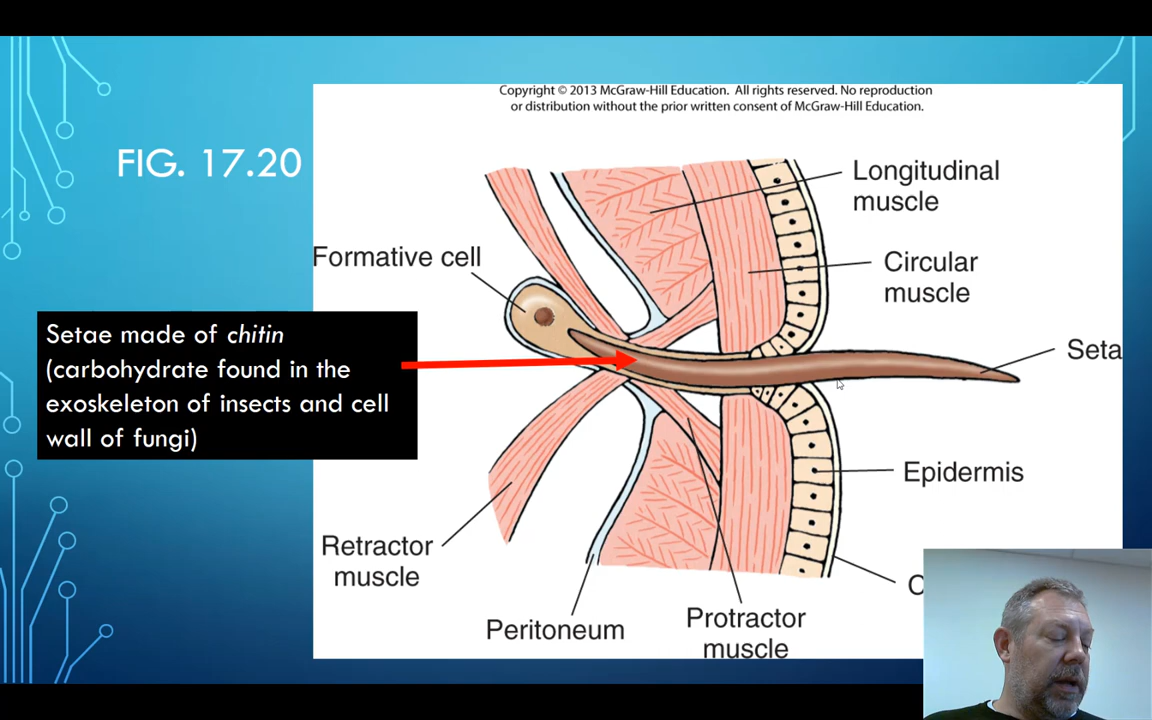 Copyright © 2013 McGraw-Hill Education. All rights reserved. No reproduction
or distribution without the prior written consent of McGraw-Hill Education.
FIG. 17.20
Longitudinal
muscle
Formative cell
Circular
muscle
Setae made of chitin
(carbohydrate found in the
exoskeleton of insects and cell
wall of fungi)
Seta
Epidermis
Retractor
muscle
Peritoneum
Protractor
muscle